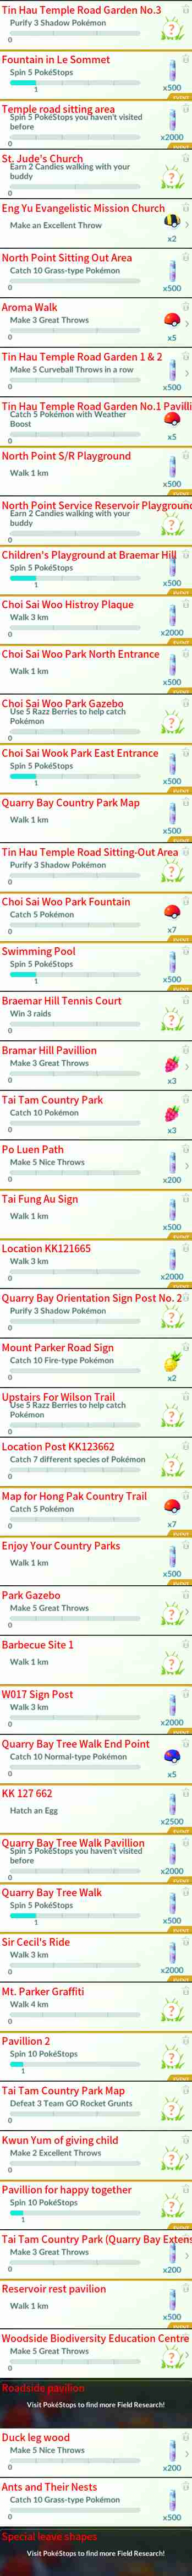 Tin Hau Temple Road Garden No.3
Purify 3 Shadow Pokémon
0
Fountain in Le Sommet
Spin 5 PokéStops
1
x500
EVENT
Temple road sitting area
Spin 5 PokéStops you haven't visited
before
0
x2000
EVENT
St. Jude's Church
Earn 2 Candies walking with your
buddy
0
Eng Yu Evangelistic Mission Church
Make an Excellent Throw
x2
North Point Sitting Out Area
Catch 10 Grass-type Pokémon
0
x500
Aroma Walk
Make 3 Great Throws
0
x5
Tin Hau Temple Road Garden 1 & 2
Make 5 Curveball Throws in a row
0
x500
Tin Hau Temple Road Garden No.1 Pavilli
Catch 5 Pokémon with Weather
Boost
0
x5
North Point S/R Playground
Walk 1 km
x500
EVENT
North Point Service Reservoir Playground
Earn 2 Candies walking with your
buddy
0
Children's Playground at Braemar Hill
Spin 5 PokéStops
1
x500
EVENT
Choi Sai Woo Histroy Plaque
Walk 3 km
0
x2000
EVENT
Choi Sai Woo Park North Entrance
Walk 1 km
x500
EVENT
Choi Sai Woo Park Gazebo
Use 5 Razz Berries to help catch
Pokémon
0
Choi Sai Wook Park East Entrance
Spin 5 PokéStops
1
x500
EVENT
Quarry Bay Country Park Map
Walk 1 km
x500
EVENT
Tin Hau Temple Road Sitting-Out Area
Purify 3 Shadow Pokémon
0
Choi Sai Woo Park Fountain
Catch 5 Pokémon
0
x7
EVENT
Swimming Pool
Spin 5 PokéStops
1
x500
EVENT
Braemar Hill Tennis Court
Win 3 raids
0
Bramar Hill Pavillion
Make 3 Great Throws
0
x3
Tai Tam Country Park
Catch 10 Pokémon
0
x3
Po Luen Path
Make 5 Nice Throws
0
x200
Tai Fung Au Sign
Walk 1 km
x500
EVENT
Location KK121665
Walk 3 km
0
x2000
EVENT
Quarry Bay Orientation Sign Post No. 2
Purify 3 Shadow Pokémon
0
Mount Parker Road Sign
Catch 10 Fire-type Pokémon
0
x2
Upstairs For Wilson Trail
Use 5 Razz Berries to help catch
Pokémon
0
Location Post KK123662
Catch 7 different species of Pokémon
0
Map for Hong Pak Country Trail
Catch 5 Pokémon
0
x7
EVENT
Enjoy Your Country Parks
Walk 1 km
x500
EVENT
Park Gazebo
Make 5 Great Throws
0
Barbecue Site 1
Walk 1 km
EVENT
W017 Sign Post
Walk 3 km
0
x2000
EVENT
Quarry Bay Tree Walk End Point
Catch 10 Normal-type Pokémon
0
x5
KK 127 662
Hatch an Egg
x2500
EVENT
Quarry Bay Tree Walk Pavillion
Spin 5 PokéStops you haven't visited
before
0
x2000
EVENT
Quarry Bay Tree Walk
Spin 5 PokéStops
1
x500
EVENT
Sir Cecil's Ride
Walk 3 km
0
x2000
EVENT
Mt. Parker Graffiti
Walk 4 km
0
Pavillion 2
Spin 10 PokéStops
1
EVENT
Tai Tam Country Park Map
Defeat 3 Team GO Rocket Grunts
0
Kwun Yum of giving child
Make 2 Excellent Throws
0
Pavillion for happy together
Spin 10 PokéStops
1
EVENT
Tai Tam Country Park (Quarry Bay Extens
Make 3 Great Throws
0
x200
Reservoir rest pavilion
Walk 1 km
x500
EVENT
Woodside Biodiversity Education Centre
Make 5 Great Throws
0
Roadside pavilion
Visit PokéStops to find more Field Research!
Duck leg wood
Make 5 Nice Throws
0
x200
Ants and Their Nests
Catch 10 Grass-type Pokémon
0
x500
Special leave shapes
Visit PokéStops to find more Field Research!